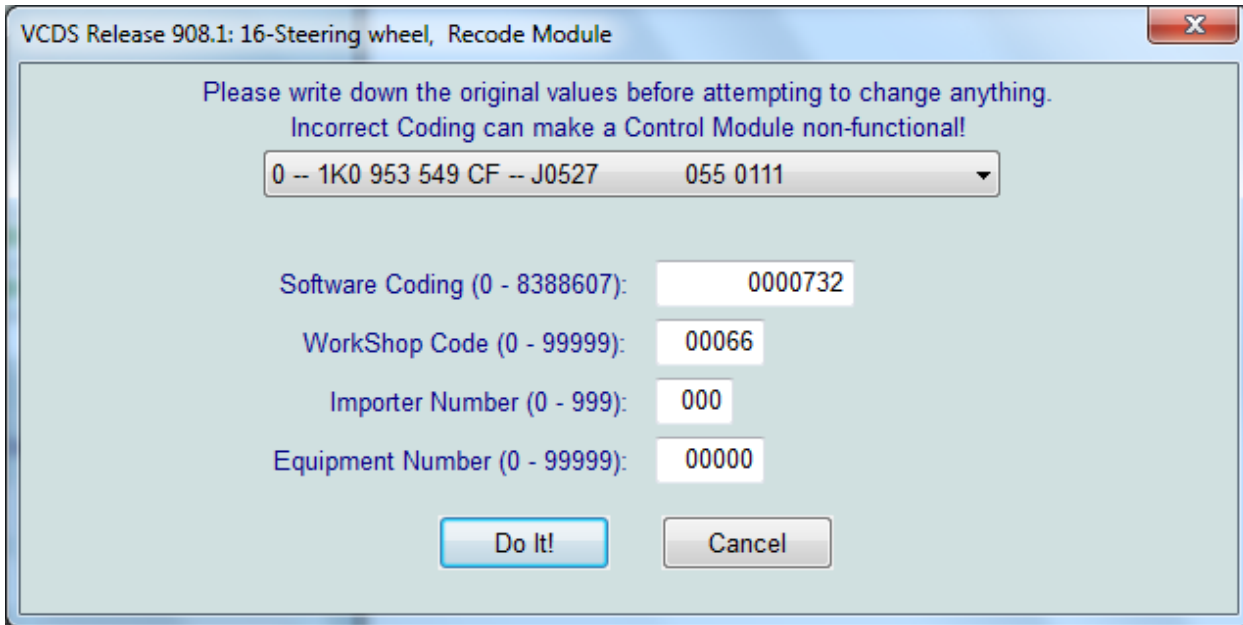 VCDS Release 908.1: 16-Steering wheel, Recode Module
Please write down the original values before attempting to change anything.
Incorrect Coding can make a Control Module non-functional!
0 -- 1K0 953 549 CF -- J0527 055 0111
Software Coding (0 - 8388607): 0000732
WorkShop Code (0 - 99999): 00066
Importer Number (0 - 999): 000
Equipment Number (0 - 99999): 00000
Do It! Cancel